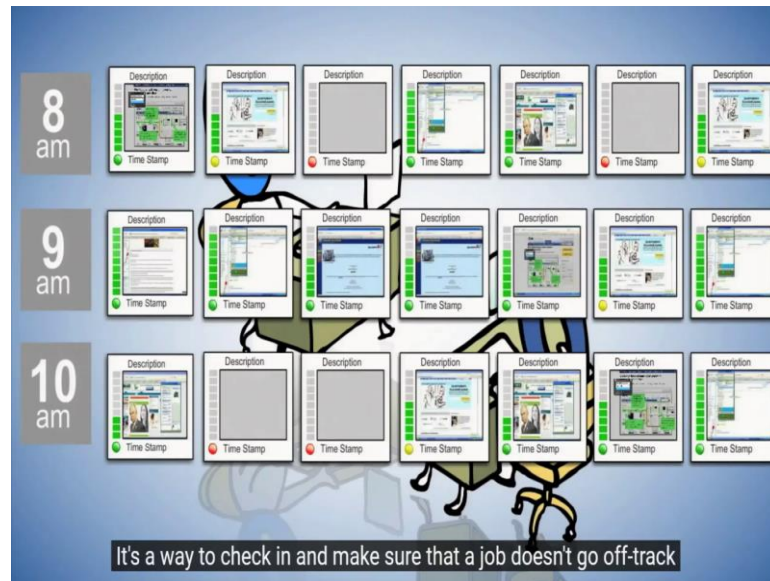 8
am
Description Description Description Description Description Description Description
Time Stamp Time Stamp Time Stamp Time Stamp Time Stamp Time Stamp Time Stamp
9
am
Description Description Description Description Description Description Description
Time Stamp Time Stamp Time Stamp Time Stamp Time Stamp Time Stamp Time Stamp
10
am
Description Description Description Description Description Description Description
Time Stamp Time Stamp Time Stamp Time Stamp Time Stamp Time Stamp Time Stamp
It's a way to check in and make sure that a job doesn't go off-track